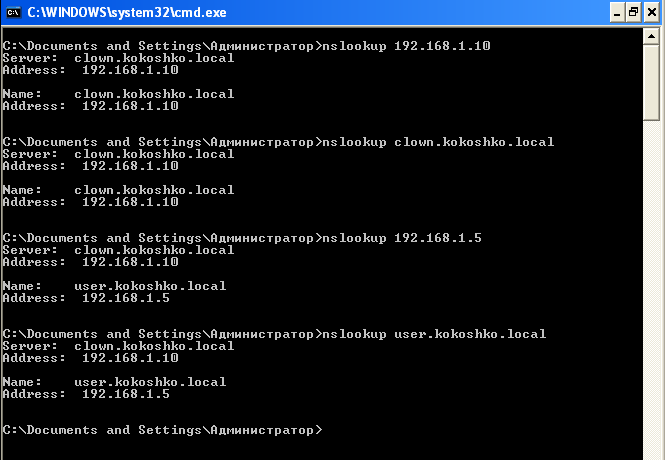 C:\WINDOWS\system32\cmd.exe
C:\Documents and Settings\Администратор>nslookup 192.168.1.10
Server:  clown.kokoshko.local
Address:  192.168.1.10
Name:    clown.kokoshko.local
Address:  192.168.1.10
C:\Documents and Settings\Администратор>nslookup clown.kokoshko.local
Server:  clown.kokoshko.local
Address:  192.168.1.10
Name:    clown.kokoshko.local
Address:  192.168.1.10
C:\Documents and Settings\Администратор>nslookup 192.168.1.5
Server:  clown.kokoshko.local
Address:  192.168.1.10
Name:    user.kokoshko.local
Address:  192.168.1.5
C:\Documents and Settings\Администратор>nslookup user.kokoshko.local
Server:  clown.kokoshko.local
Address:  192.168.1.10
Name:    user.kokoshko.local
Address:  192.168.1.5
C:\Documents and Settings\Администратор>